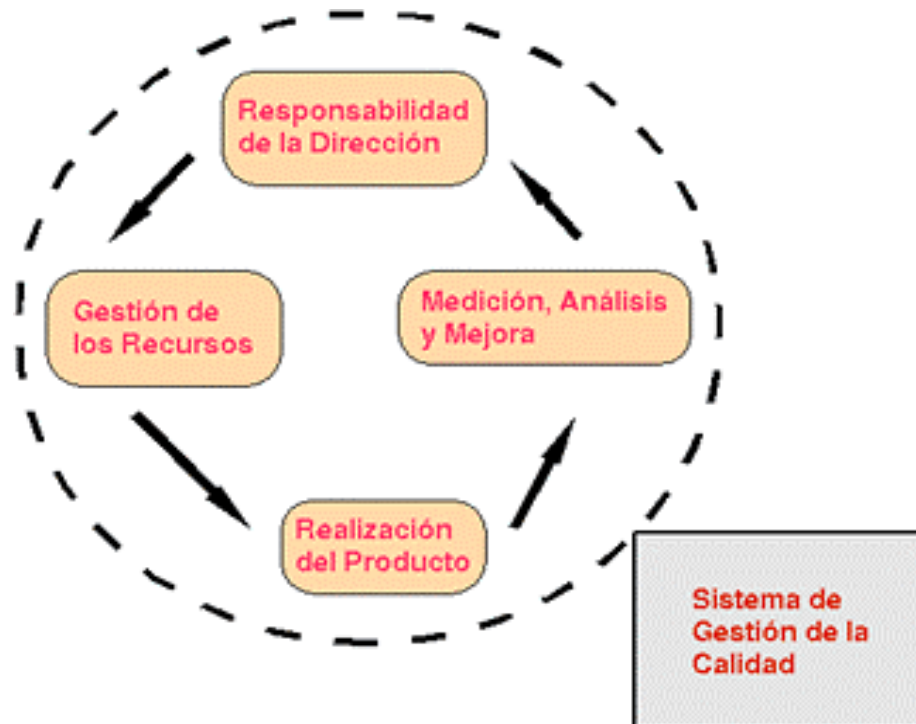 Responsabilidad
de la Dirección
Gestión de
los Recursos
Medición, Análisis
y Mejora
Realización
del Producto
Sistema de
Gestión de la
Calidad